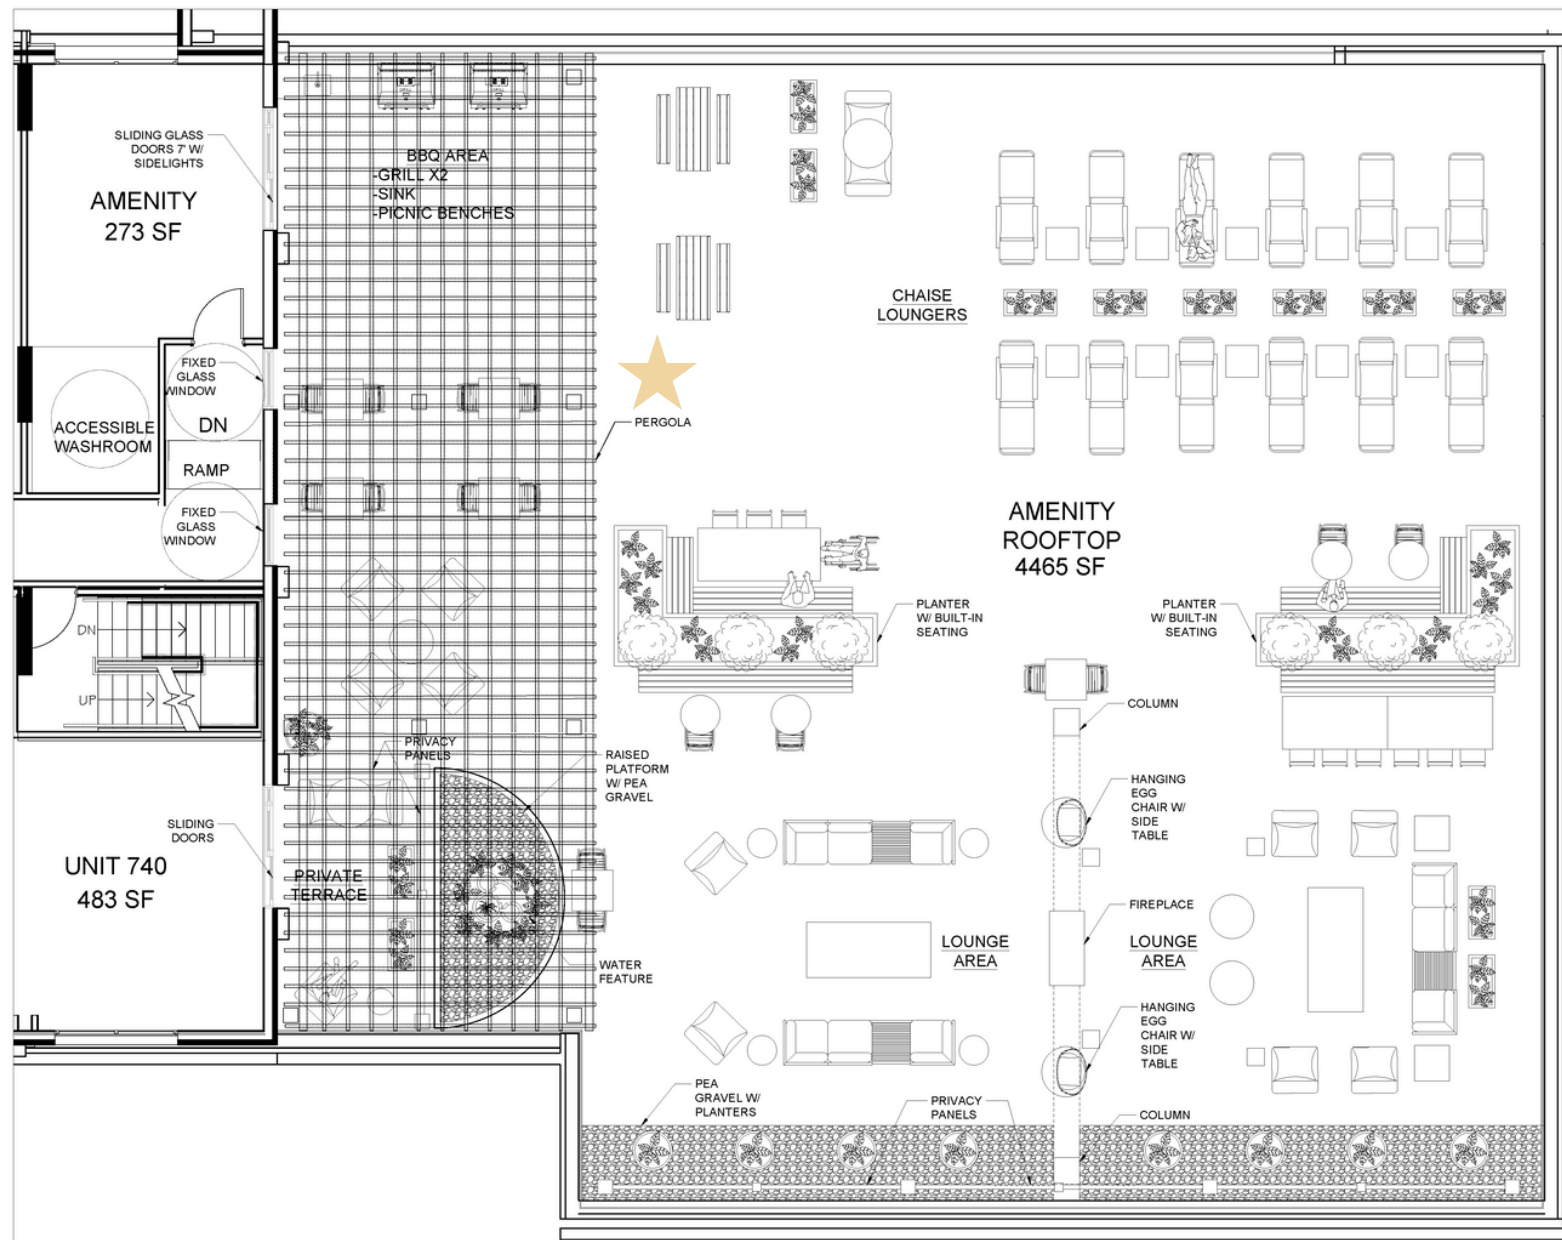 SLIDING GLASS
DOORS 7' W/
SIDELIGHTS
AMENITY
273 SF
BBQ AREA
-GRILL X2
-SINK
-PICNIC BENCHES
CHAISE
LOUNGERS
FIXED
GLASS
WINDOW
DN
ACCESSIBLE
WASHROOM
RAMP
PERGOLA
FIXED
GLASS
WINDOW
AMENITY
ROOFTOP
4465 SF
PLANTER
W/ BUILT-IN
SEATING
PLANTER
W/ BUILT-IN
SEATING
DN
UP
COLUMN
PRIVACY
PANELS
RAISED
PLATFORM
W/ PEA
GRAVEL
HANGING
EGG
CHAIR W/
SIDE
TABLE
SLIDING
DOORS
UNIT 740
483 SF
PRIVATE
TERRACE
FIREPLACE
LOUNGE
AREA
LOUNGE
AREA
WATER
FEATURE
HANGING
EGG
CHAIR W/
SIDE
TABLE
PEA
GRAVEL W/
PLANTERS
PRIVACY
PANELS
COLUMN